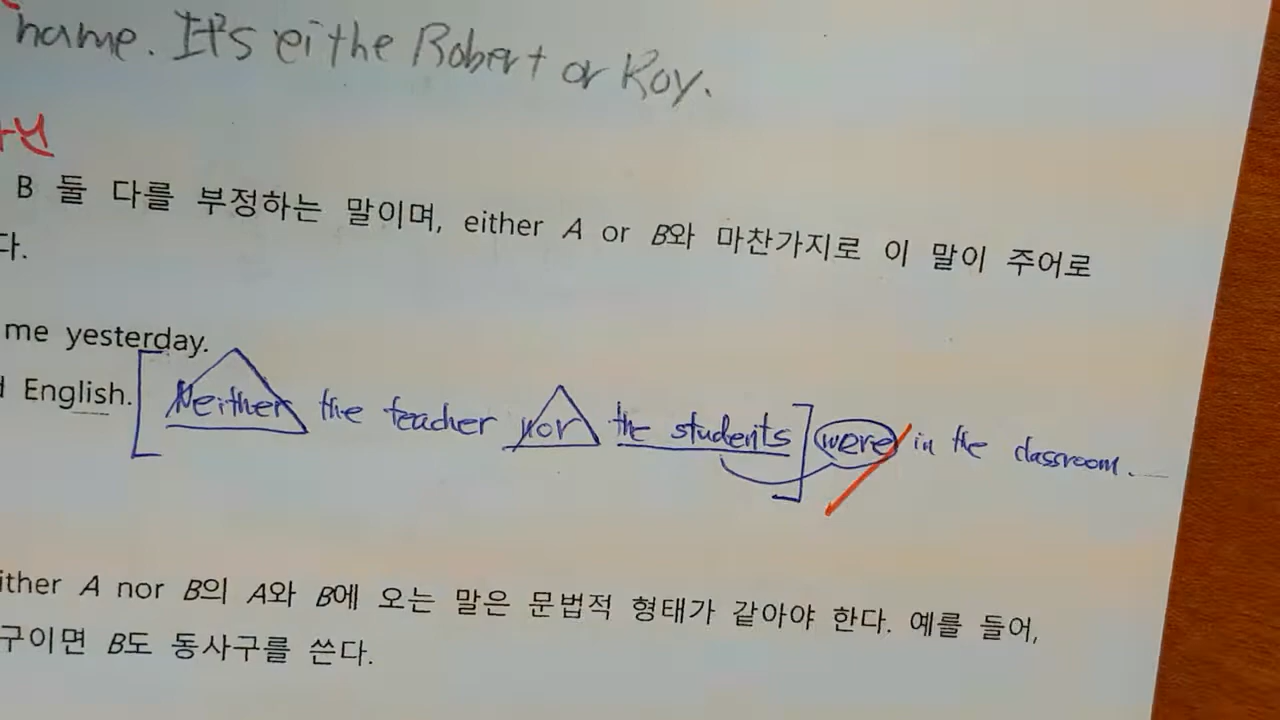 name. It's eithe Robert or Roy.
아닌
B 둘 다를 부정하는 말이며, either A or B와 마찬가지로 이 말이 주어로
다.
me yesterday.
English. [Neither the teacher nor the students] were in the classroom.
ither A nor B의 A와 B에 오는 말은 문법적 형태가 같아야 한다. 예를 들어,
구이면 B도 동사구를 쓴다.